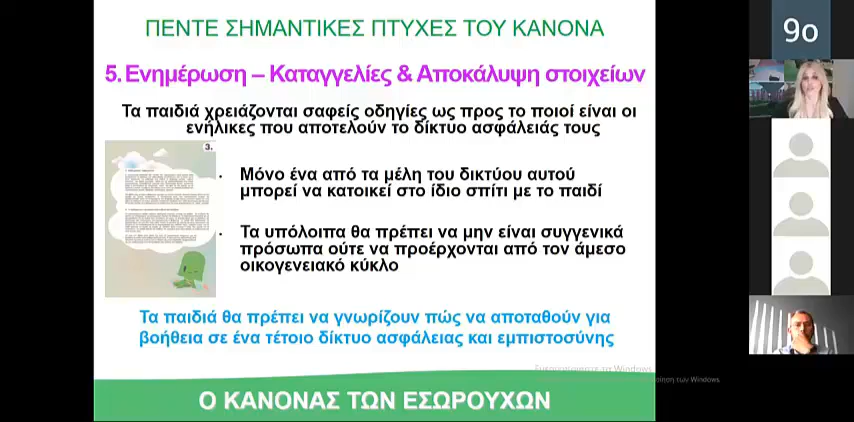 ΠΕΝΤΕ ΣΗΜΑΝΤΙΚΕΣ ΠΤΥΧΕΣ ΤΟΥ ΚΑΝΟΝΑ
9ο
5. Ενημέρωση – Καταγγελίες & Αποκάλυψη στοιχείων
Τα παιδιά χρειάζονται σαφείς οδηγίες ως προς το ποιοί είναι οι
ενήλικες που αποτελούν το δίκτυο ασφάλειάς τους
3.
· Μόνο ένα από τα μέλη του δικτύου αυτού
μπορεί να κατοικεί στο ίδιο σπίτι με το παιδί
· Τα υπόλοιπα θα πρέπει να μην είναι συγγενικά
πρόσωπα ούτε να προέρχονται από τον άμεσο
οικογενειακό κύκλο
Τα παιδιά θα πρέπει να γνωρίζουν πώς να αποταθούν για
βοήθεια σε ένα τέτοιο δίκτυο ασφάλειας και εμπιστοσύνης
των Windows
Ο ΚΑΝΟΝΑΣ ΤΩΝ ΕΣΩΡΟΥΧΩΝ